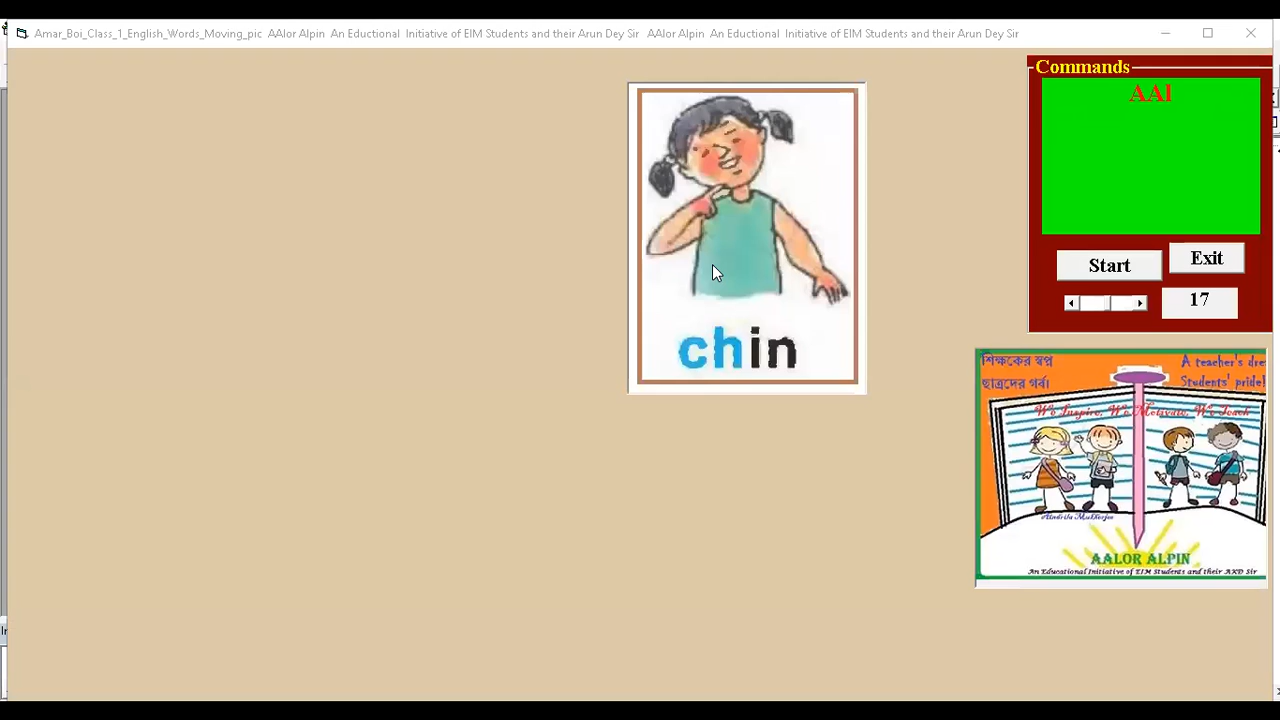 Amar_Boi_Class_1_English_Words_Moving_pic AAlor Alpin An Eductional Initiative of EIM Students and their Arun Dey Sir AAlor Alpin An Eductional Initiative of EIM Students and their Arun Dey Sir
Commands
AAl
Start
Exit
17
chin
শিক্ষকের স্বপ্ন
ছাত্রদের গর্ব।
A teacher's dre
Students' pride!
We Inspire, We Motivate, We Teach
Aindrila Mukherjee
AALOR ALPIN
An Educational Initiative of EIM Students and their AKD Sir